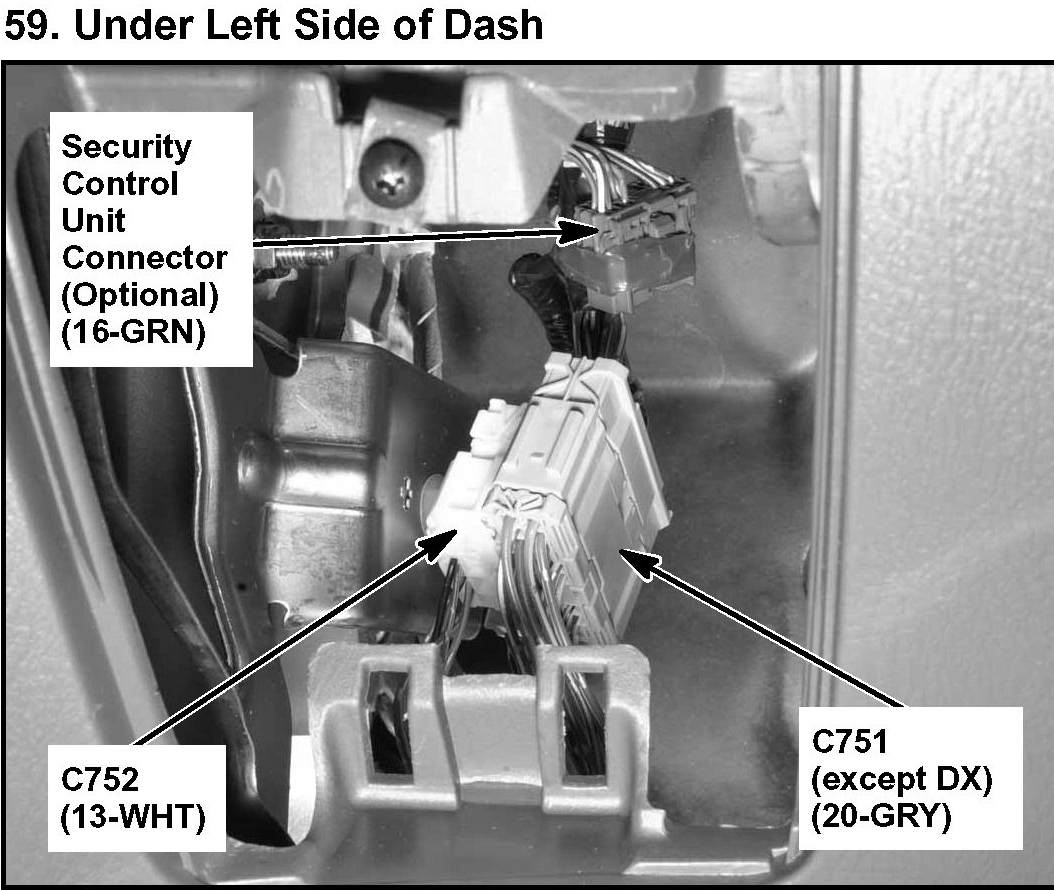 59. Under Left Side of Dash
Security
Control
Unit
Connector
(Optional)
(16-GRN)
C752
(13-WHT)
C751
(except DX)
(20-GRY)